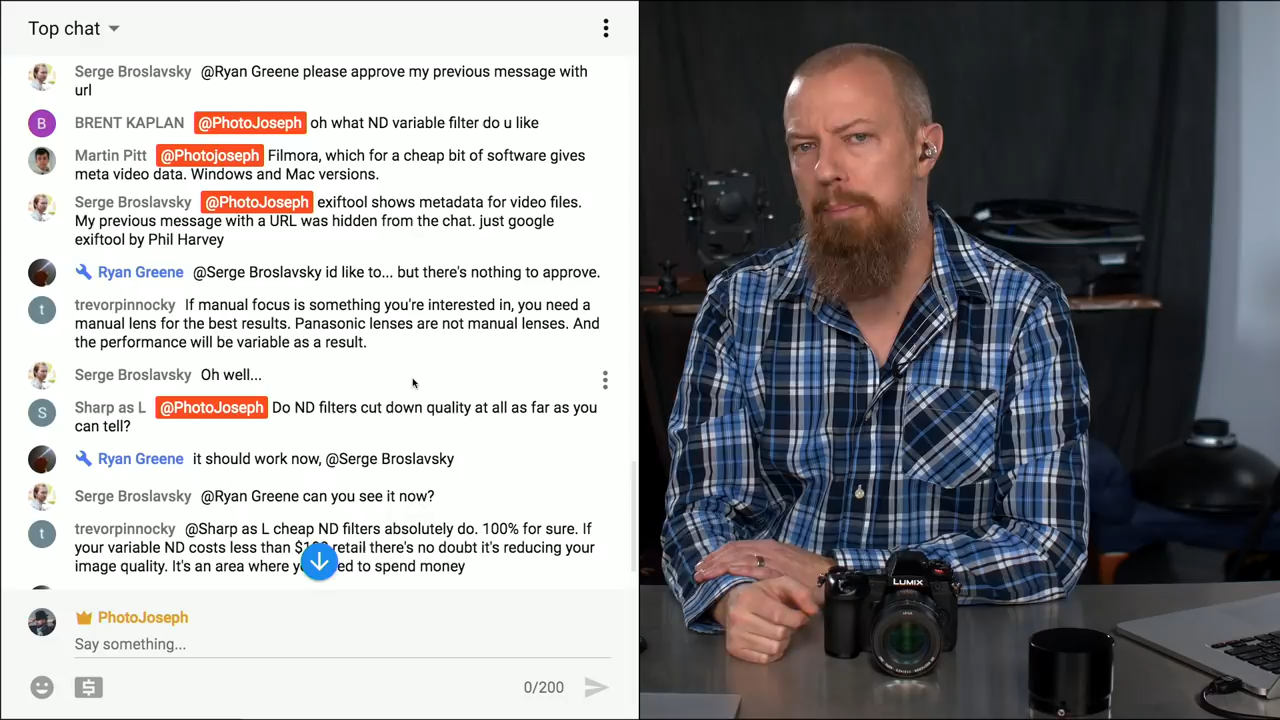 Top chat
Serge Broslavsky @Ryan Greene please approve my previous message with
url
B BRENT KAPLAN @PhotoJoseph oh what ND variable filter do u like
Martin Pitt @Photojoseph Filmora, which for a cheap bit of software gives
meta video data. Windows and Mac versions.
Serge Broslavsky @PhotoJoseph exiftool shows metadata for video files.
My previous message with a URL was hidden from the chat. just google
exiftool by Phil Harvey
Ryan Greene @Serge Broslavsky id like to... but there's nothing to approve.
t trevorpinnocky If manual focus is something you're interested in, you need a
manual lens for the best results. Panasonic lenses are not manual lenses. And
the performance will be variable as a result.
Serge Broslavsky Oh well...
S Sharp as L @PhotoJoseph Do ND filters cut down quality at all as far as you
can tell?
Ryan Greene it should work now, @Serge Broslavsky
Serge Broslavsky @Ryan Greene can you see it now?
t trevorpinnocky @Sharp as L cheap ND filters absolutely do. 100% for sure. If
your variable ND costs less than retail there's no doubt it's reducing your
image quality. It's an area where to spend money
PhotoJoseph
Say something...
0/200
LUMIX